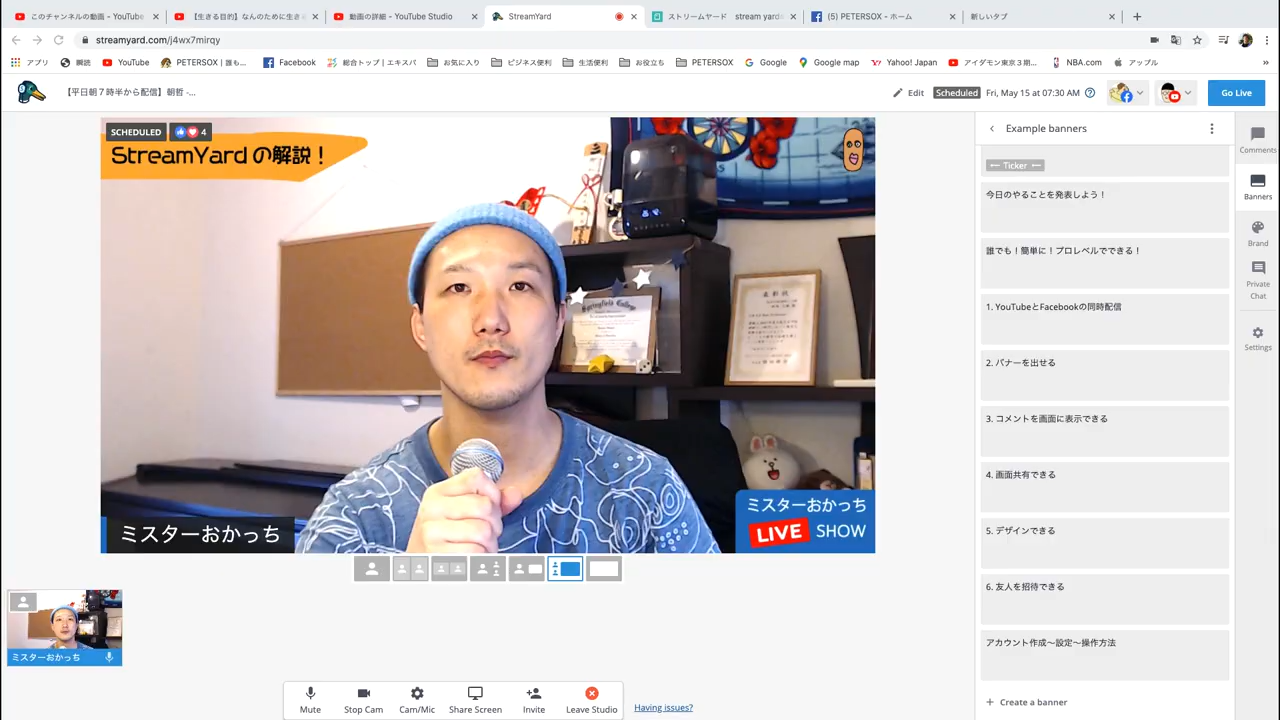 このチャンネルの動画 - YouTube
【生きる目的】なんのために生き
動画の詳細 - YouTube Studio
StreamYard
ストリームヤード stream yard
(5) PETERSOX - ホーム
新しいタブ
streamyard.com/j4wx7mirqy
アプリ
瞬読
YouTube
PETERSOX｜誰も...
Facebook
総合トップ｜エキスパ
お気に入り
ビジネス便利
生活便利
お役立ち
PETERSOX
Google
Google map
Yahoo! Japan
アイダモン東京３期...
NBA.com
アップル
【平日朝７時半から配信】朝哲 -...
Edit
Scheduled
Fri, May 15 at 07:30 AM
Go Live
SCHEDULED
4
StreamYard の解説！
表彰状
Springfield College
ミスターおかっち
ミスターおかっち
LIVE SHOW
ミスターおかっち
Mute
Stop Cam
Cam/Mic
Share Screen
Invite
Leave Studio
Having issues?
Example banners
Ticker
今日のやることを発表しよう！
誰でも！簡単に！プロレベルでできる！
1. YouTubeとFacebookの同時配信
2. バナーを出せる
3. コメントを画面に表示できる
4. 画面共有できる
5. デザインできる
6. 友人を招待できる
アカウント作成〜設定〜操作方法
Create a banner
Comments
Banners
Brand
Private
Chat
Settings